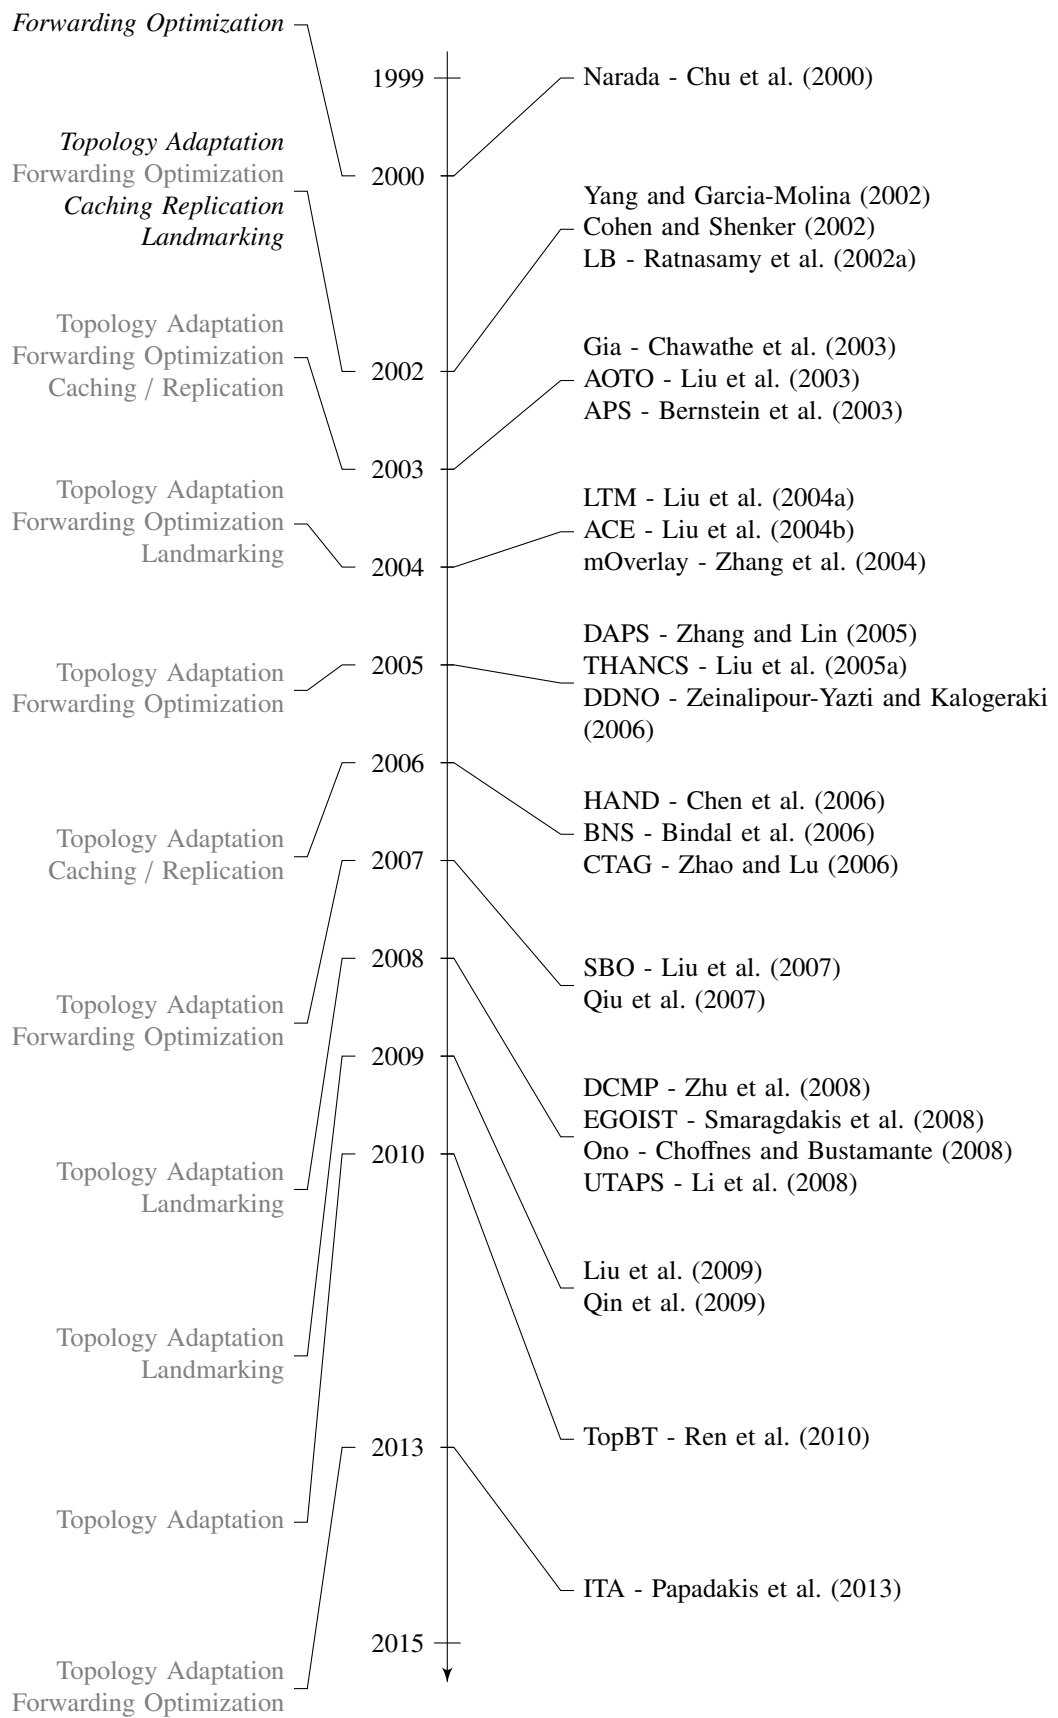 Forwarding Optimization
1999
Narada - Chu et al. (2000)
Topology Adaptation
Forwarding Optimization
Caching Replication
Landmarking
2000
Yang and Garcia-Molina (2002)
Cohen and Shenker (2002)
LB - Ratnasamy et al. (2002a)
Topology Adaptation
Forwarding Optimization
Caching / Replication
2002
Gia - Chawathe et al. (2003)
AOTO - Liu et al. (2003)
APS - Bernstein et al. (2003)
2003
Topology Adaptation
Forwarding Optimization
Landmarking
2004
LTM - Liu et al. (2004a)
ACE - Liu et al. (2004b)
mOverlay - Zhang et al. (2004)
Topology Adaptation
Forwarding Optimization
2005
DAPS - Zhang and Lin (2005)
THANCS - Liu et al. (2005a)
DDNO - Zeinalipour-Yazti and Kalogeraki
(2006)
2006
Topology Adaptation
Caching / Replication
HAND - Chen et al. (2006)
BNS - Bindal et al. (2006)
CTAG - Zhao and Lu (2006)
2007
Topology Adaptation
Forwarding Optimization
SBO - Liu et al. (2007)
Qiu et al. (2007)
2008
Topology Adaptation
Landmarking
DCMP - Zhu et al. (2008)
EGOIST - Smaragdakis et al. (2008)
Ono - Choffnes and Bustamante (2008)
UTAPS - Li et al. (2008)
2009
Topology Adaptation
Landmarking
Liu et al. (2009)
Qin et al. (2009)
2010
Topology Adaptation
TopBT - Ren et al. (2010)
2013
Topology Adaptation
Forwarding Optimization
ITA - Papadakis et al. (2013)
2015